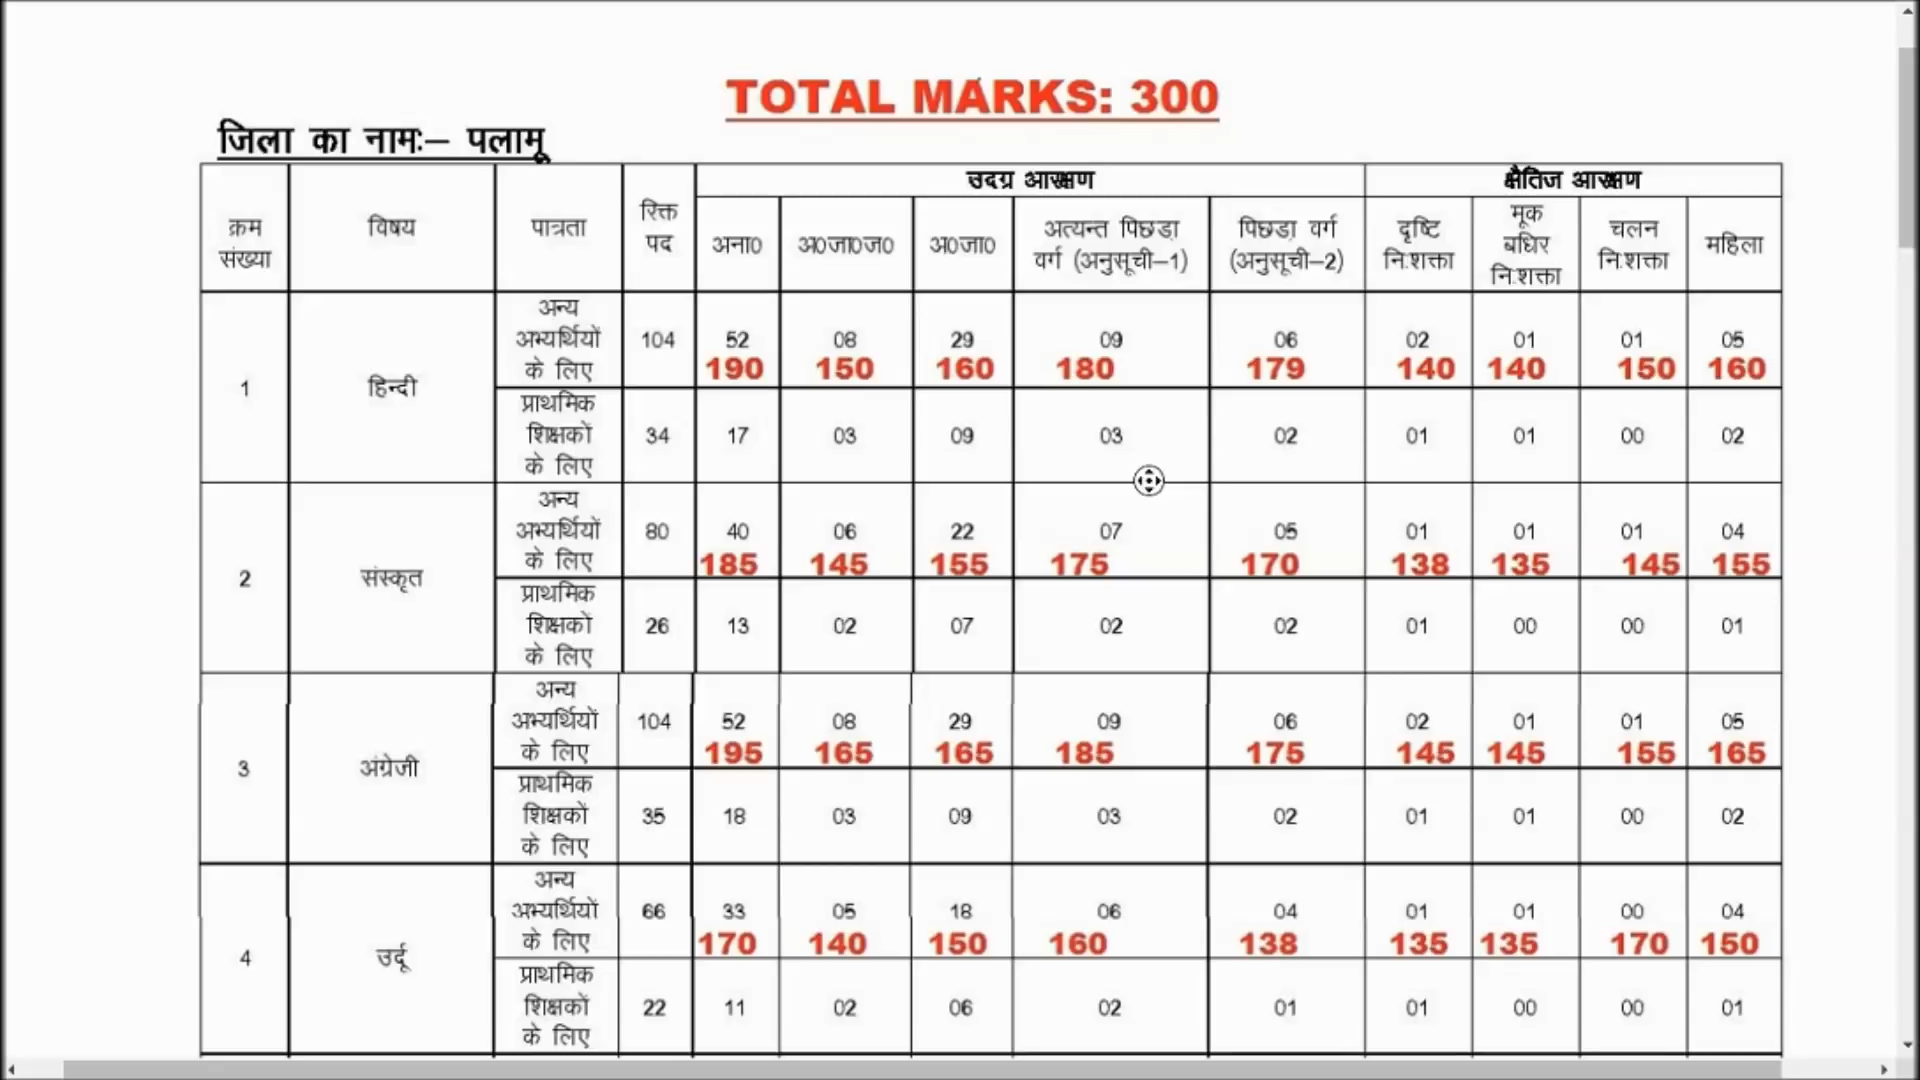 TOTAL MARKS: 300
जिला का नामः– पलामू
क्रम संख्या विषय पात्रता रिक्त पद उदग्र आरक्षण क्षैतिज आरक्षण
अना0 अ0जा0ज0 अ0जा0 अत्यन्त पिछड़ा वर्ग (अनुसूची–1) पिछड़ा वर्ग (अनुसूची–2) दृष्टि निःशक्ता मूक बधिर निःशक्ता चलन निःशक्ता महिला
1 हिन्दी अन्य अभ्यर्थियों के लिए 104 52 08 29 09 06 02 01 01 05
190 150 160 180 179 140 140 150 160
प्राथमिक शिक्षकों के लिए 34 17 03 09 03 02 01 01 00 02
2 संस्कृत अन्य अभ्यर्थियों के लिए 80 40 06 22 07 05 01 01 01 04
185 145 155 175 170 138 135 145 155
प्राथमिक शिक्षकों के लिए 26 13 02 07 02 02 01 00 00 01
3 अंग्रेजी अन्य अभ्यर्थियों के लिए 104 52 08 29 09 06 02 01 01 05
195 165 165 185 175 145 145 155 165
प्राथमिक शिक्षकों के लिए 35 18 03 09 03 02 01 01 00 02
4 उर्दू अन्य अभ्यर्थियों के लिए 66 33 05 18 06 04 01 01 00 04
170 140 150 160 138 135 135 170 150
प्राथमिक शिक्षकों के लिए 22 11 02 06 02 01 01 00 00 01